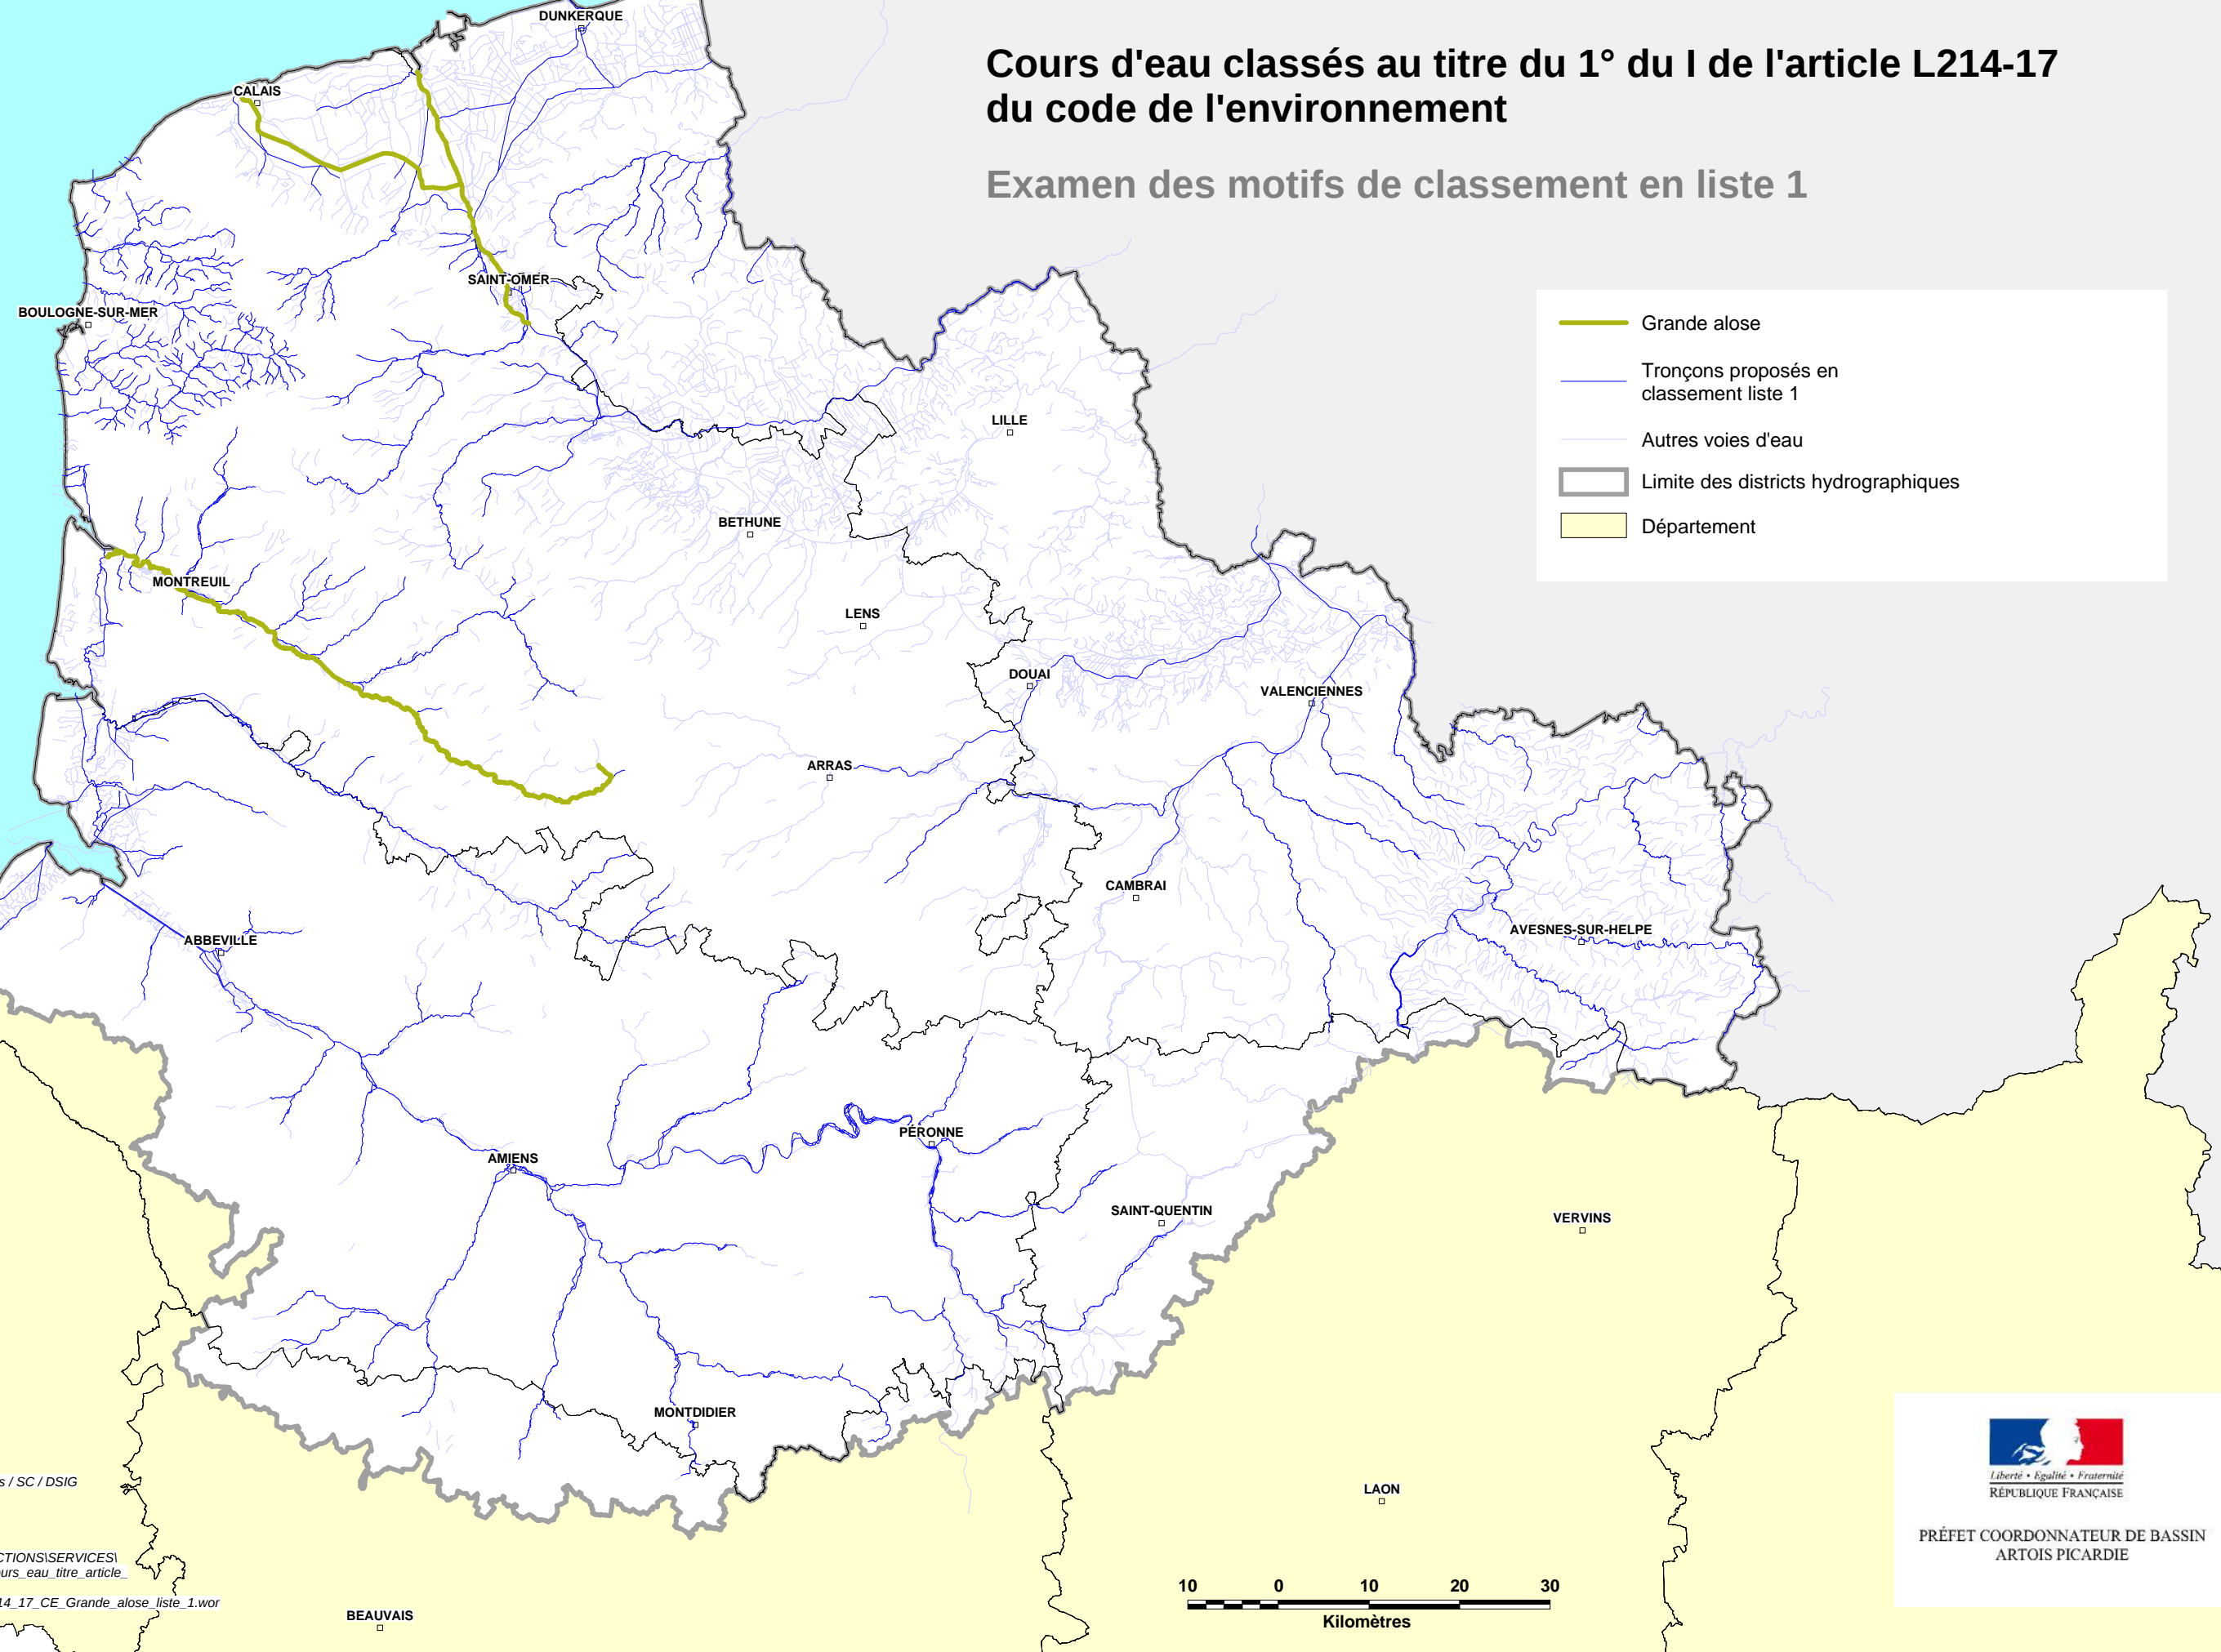 Cours d'eau classés au titre du 1° du I de l'article L214-17
du code de l'environnement
Examen des motifs de classement en liste 1
Grande alose
Tronçons proposés en
classement liste 1
Autres voies d'eau
Limite des districts hydrographiques
Département
DUNKERQUE
CALAIS
SAINT-OMER
BOULOGNE-SUR-MER
LILLE
BETHUNE
MONTREUIL
LENS
DOUAI
VALENCIENNES
ARRAS
CAMBRAI
AVESNES-SUR-HELPE
ABBEVILLE
PÉRONNE
AMIENS
SAINT-QUENTIN
VERVINS
MONTDIDIER
LAON
BEAUVAIS
s / SC / DSIG
CTIONS\SERVICES\
urs_eau_titre_article_
14_17_CE_Grande_alose_liste_1.wor
10 0 10 20 30
Kilomètres
Liberté • Egalité • Fraternité
RÉPUBLIQUE FRANÇAISE
PRÉFET COORDONNATEUR DE BASSIN
ARTOIS PICARDIE